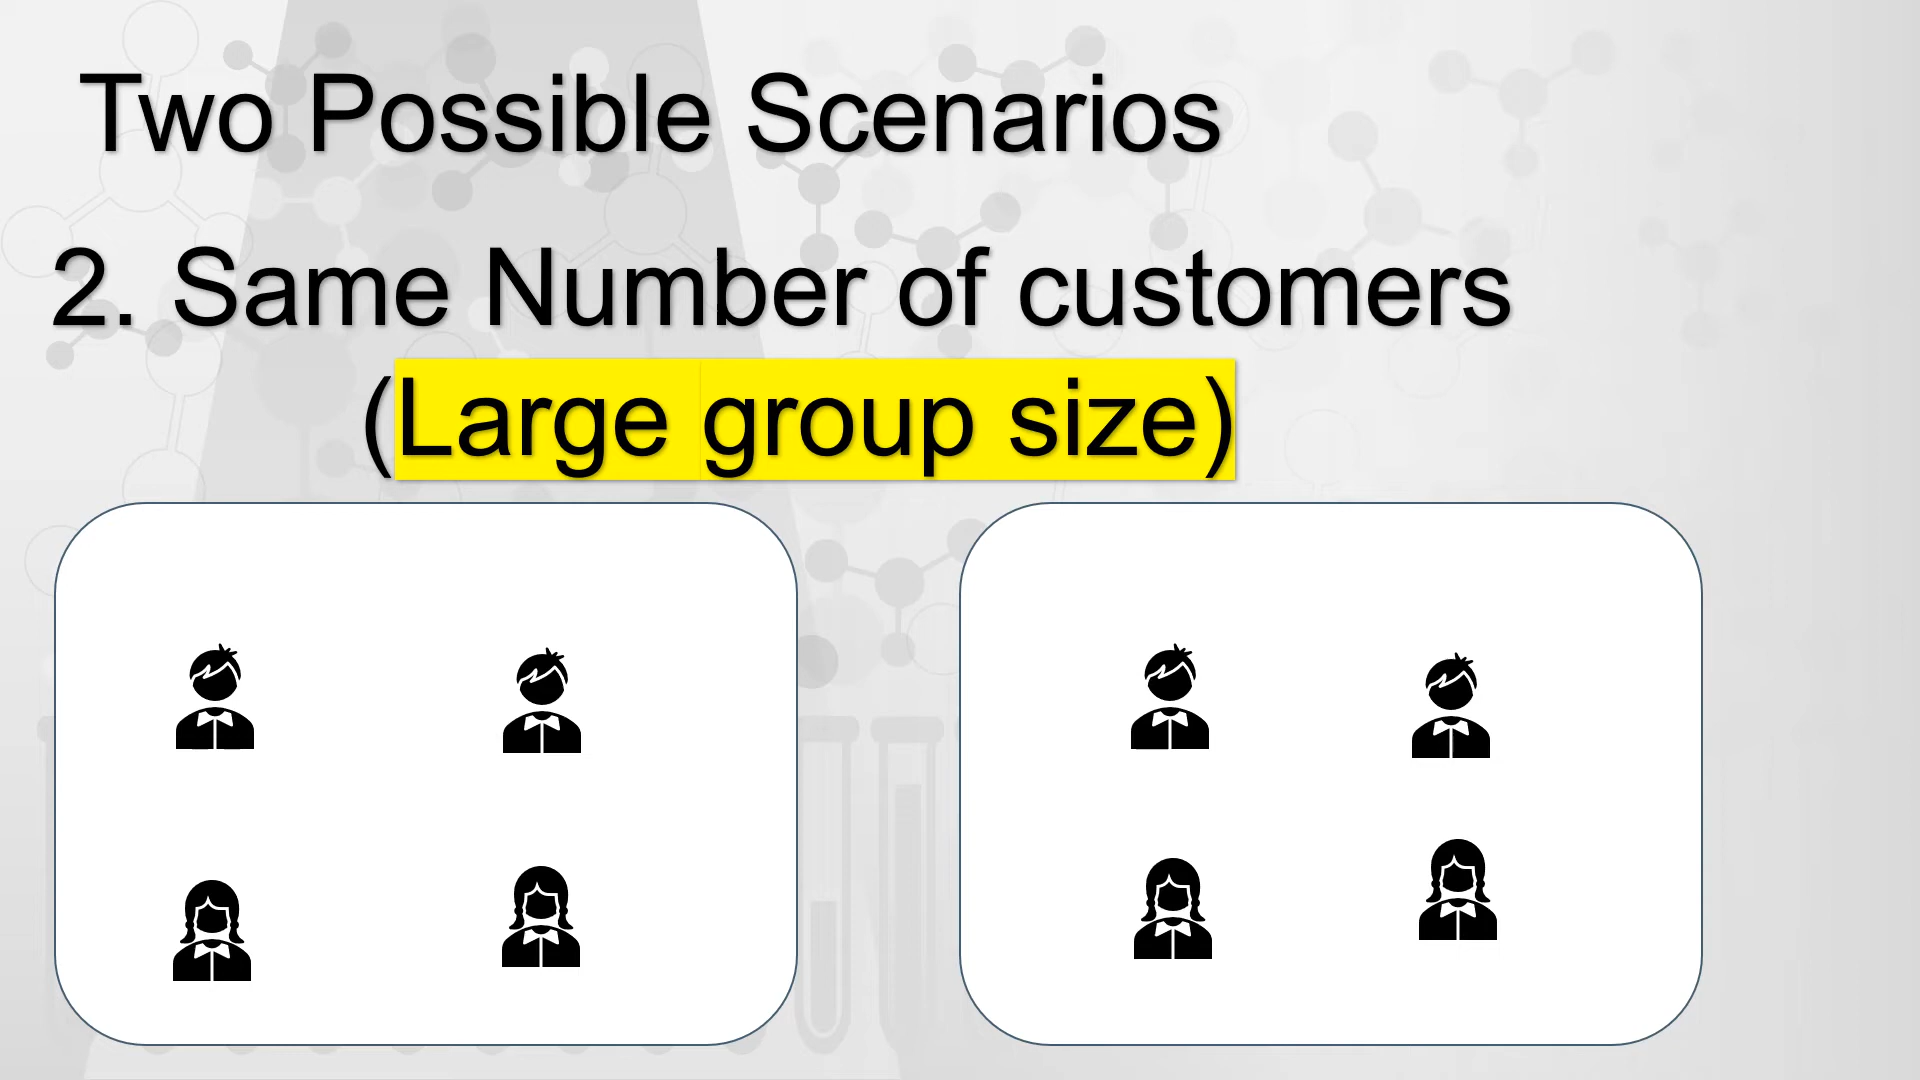 Two Possible Scenarios
2. Same Number of customers
(Large group size)